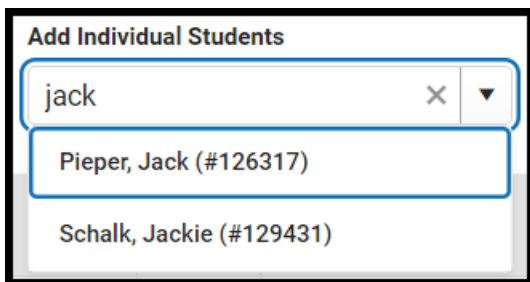 Add Individual Students
jack
Pieper, Jack (#126317)
Schalk, Jackie (#129431)